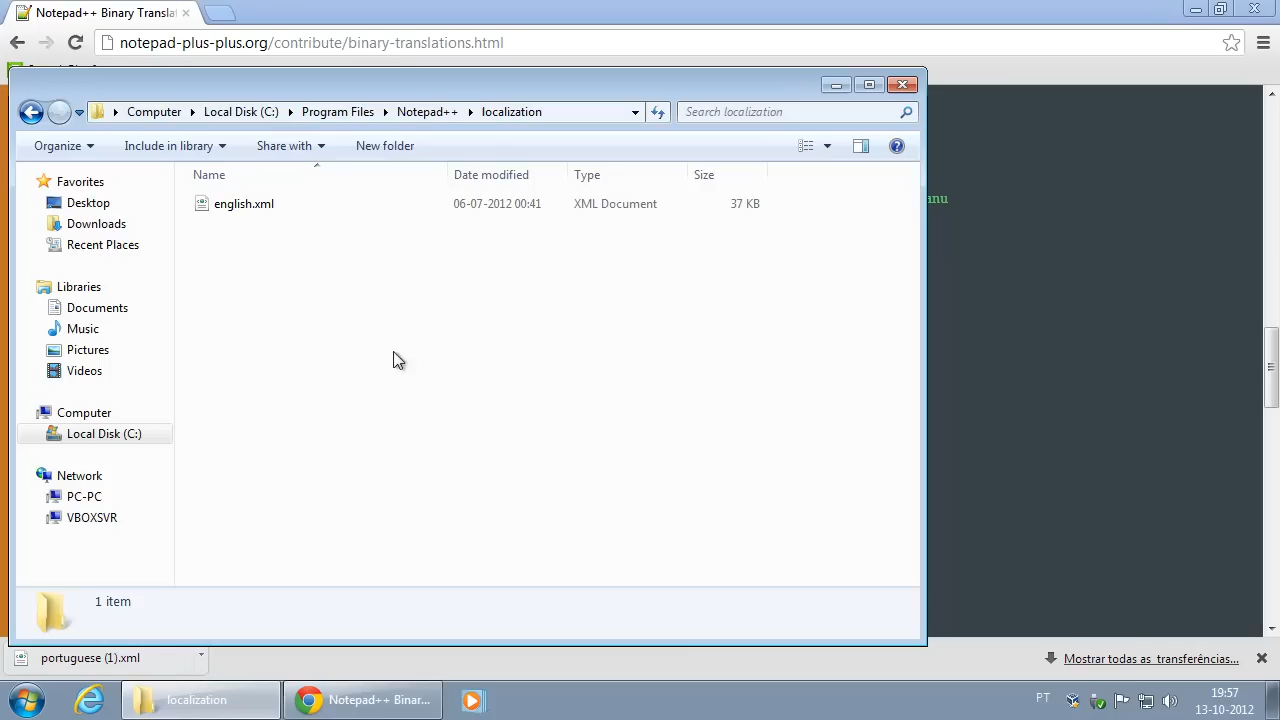 Notepad++ Binary Transla
notepad-plus-plus.org/contribute/binary-translations.html
Computer Local Disk (C:) Program Files Notepad++ localization
Search localization
Organize Include in library Share with New folder
Name Date modified Type Size
english.xml 06-07-2012 00:41 XML Document 37 KB
Favorites
Desktop
Downloads
Recent Places
Libraries
Documents
Music
Pictures
Videos
Computer
Local Disk (C:)
Network
PC-PC
VBOXSVR
anu
1 item
portuguese (1).xml
Mostrar todas as transferências...
localization
Notepad++ Binar...
PT
19:57
13-10-2012